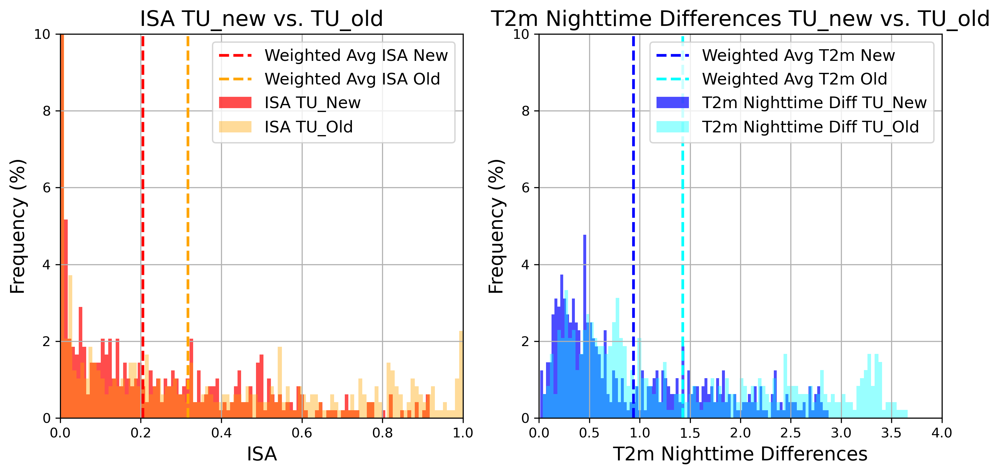 ISA TU_new vs. TU_old
10
8
6
4
2
0
Frequency (%)
Weighted Avg ISA New
Weighted Avg ISA Old
ISA TU_New
ISA TU_Old
0.0 0.2 0.4 0.6 0.8 1.0
ISA
T2m Nighttime Differences TU_new vs. TU_old
10
8
6
4
2
0
Frequency (%)
Weighted Avg T2m New
Weighted Avg T2m Old
T2m Nighttime Diff TU_New
T2m Nighttime Diff TU_Old
0.0 0.5 1.0 1.5 2.0 2.5 3.0 3.5 4.0
T2m Nighttime Differences